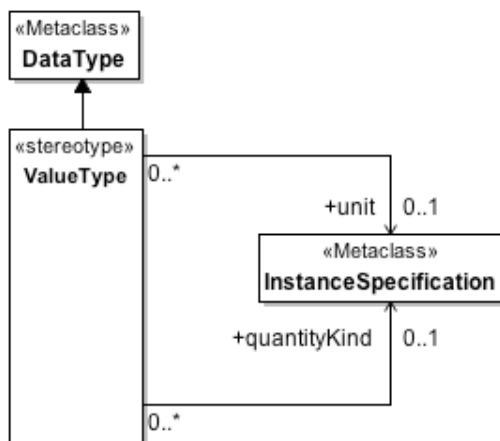 «Metaclass»
DataType
«stereotype»
ValueType
0..*
+unit 0..1
«Metaclass»
InstanceSpecification
+quantityKind 0..1
0..*